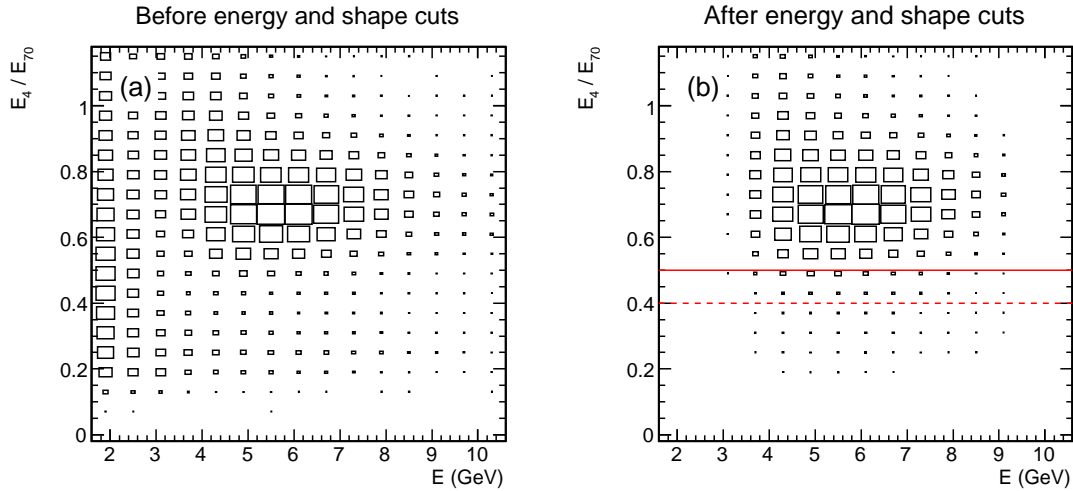 Before energy and shape cuts
E4 / E70
(a)
1
0.8
0.6
0.4
0.2
0
2 3 4 5 6 7 8 9 10
E (GeV)
After energy and shape cuts
E4 / E70
(b)
1
0.8
0.6
0.4
0.2
0
2 3 4 5 6 7 8 9 10
E (GeV)